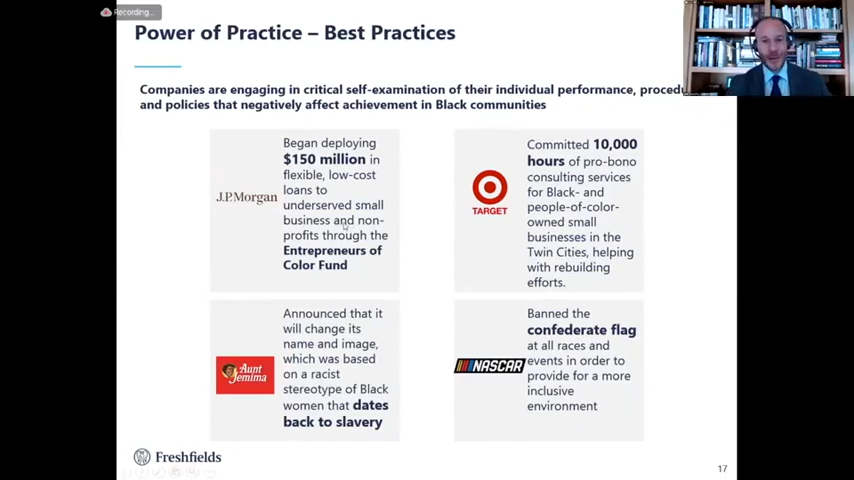 Recording...
Power of Practice – Best Practices
Companies are engaging in critical self-examination of their individual performance,
and policies that negatively affect achievement in Black communities
J.P.Morgan
Began deploying
$150 million in
flexible, low-cost
loans to
underserved small
business and non-
profits through the
Entrepreneurs of
Color Fund
TARGET
Committed 10,000
hours of pro-bono
consulting services
for Black- and
people-of-color-
owned small
businesses in the
Twin Cities, helping
with rebuilding
efforts.
Aunt
Jemima
Announced that it
will change its
name and image,
which was based
on a racist
stereotype of Black
women that dates
back to slavery
NASCAR
Banned the
confederate flag
at all races and
events in order to
provide for a more
inclusive
environment
Freshfields
17